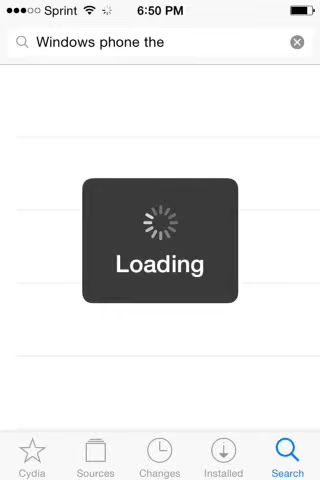 Sprint 6:50 PM
Windows phone the
Loading
Cydia Sources Changes Installed Search